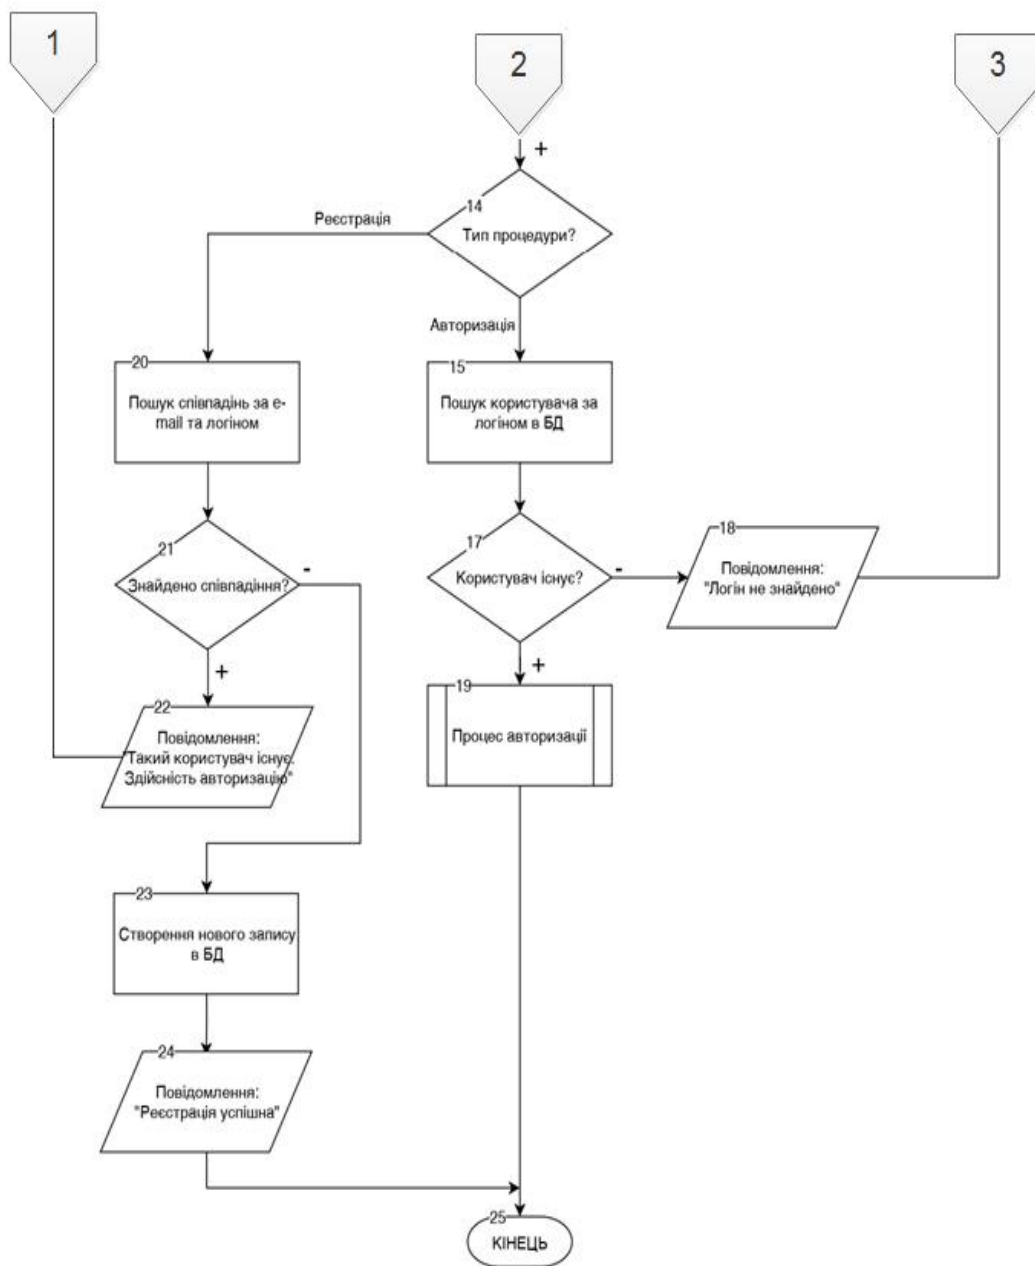 1
2
3
+
14
Тип процедури?
Реєстрація
Авторизація
20
Пошук співпадінь за e-
mail та логіном
15
Пошук користувача за
логіном в БД
21
Знайдено співпадіння?
-
+
17
Користувач існує?
-
+
18
Повідомлення:
"Логін не знайдено"
22
Повідомлення:
"Такий користувач існує.
Здійсність авторизацію"
19
Процес авторизації
23
Створення нового запису
в БД
24
Повідомлення:
"Реєстрація успішна"
25
КІНЕЦЬ